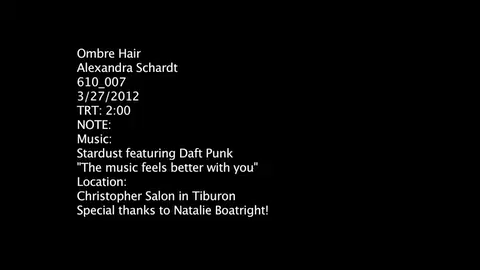 Ombre Hair
Alexandra Schardt
610_007
3/27/2012
TRT: 2:00
NOTE:
Music:
Stardust featuring Daft Punk
"The music feels better with you"
Location:
Christopher Salon in Tiburon
Special thanks to Natalie Boatright!